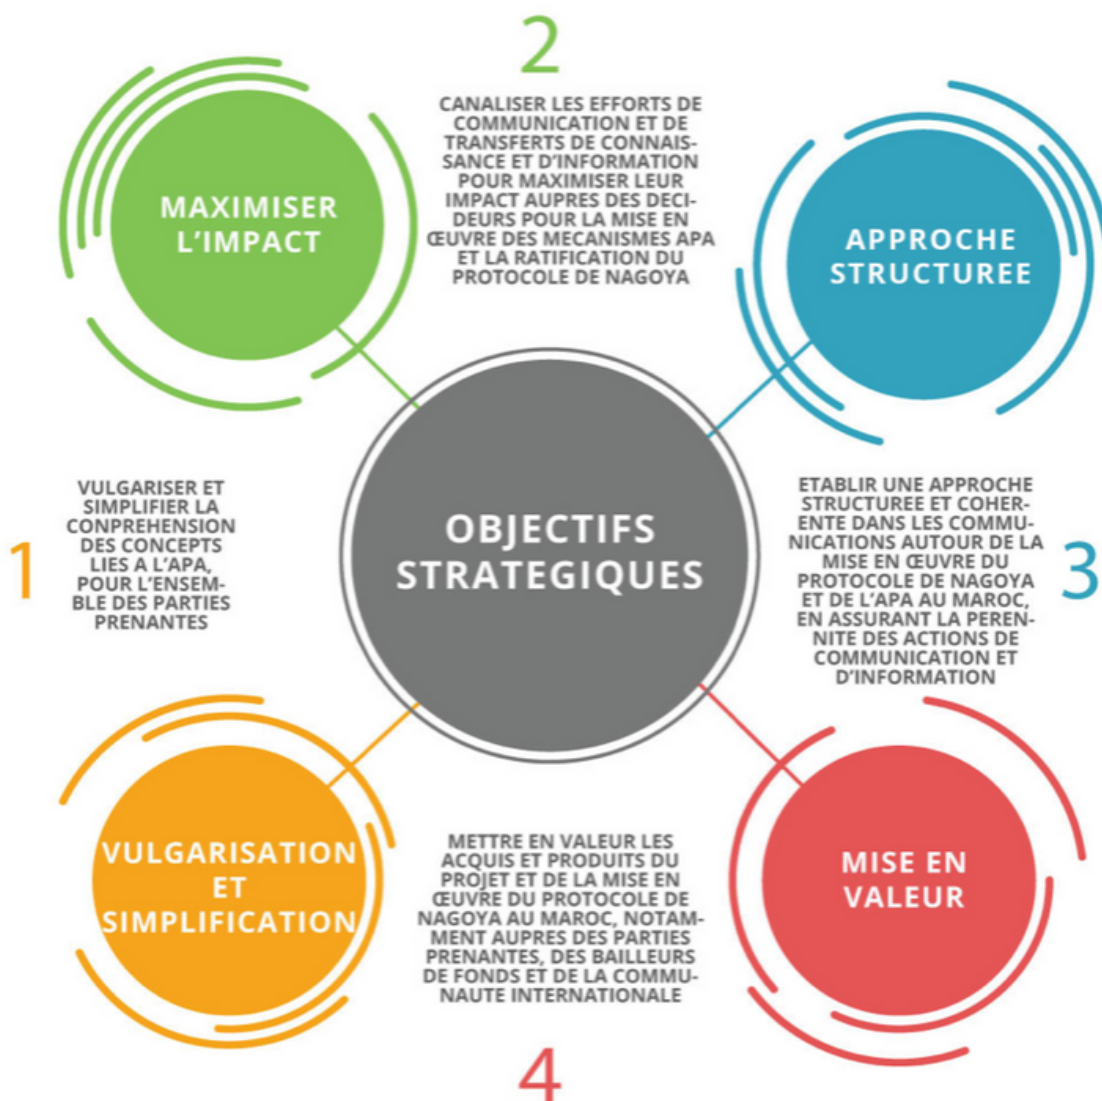 2
CANALISER LES EFFORTS DE
COMMUNICATION ET DE
TRANSFERTS DE CONNAIS-
SANCE ET D'INFORMATION
POUR MAXIMISER LEUR
IMPACT AUPRES DES DECI-
DEURS POUR LA MISE EN
ŒUVRE DES MECANISMES APA
ET LA RATIFICATION DU
PROTOCOLE DE NAGOYA
MAXIMISER
L'IMPACT
APPROCHE
STRUCTUREE
1
VULGARISER ET
SIMPLIFIER LA
CONPREHENSION
DES CONCEPTS
LIES A L'APA,
POUR L'ENSEM-
BLE DES PARTIES
PRENANTES
OBJECTIFS
STRATEGIQUES
ETABLIR UNE APPROCHE
STRUCTUREE ET COHER-
ENTE DANS LES COMMU-
NICATIONS AUTOUR DE LA
MISE EN ŒUVRE DU
PROTOCOLE DE NAGOYA
ET DE L'APA AU MAROC,
EN ASSURANT LA PEREN-
NITE DES ACTIONS DE
COMMUNICATION ET
D'INFORMATION
3
VULGARISATION
ET
SIMPLIFICATION
METTRE EN VALEUR LES
ACQUIS ET PRODUITS DU
PROJET ET DE LA MISE EN
ŒUVRE DU PROTOCOLE DE
NAGOYA AU MAROC, NOTAM-
MENT AUPRES DES PARTIES
PRENANTES, DES BAILLEURS
DE FONDS ET DE LA COMMU-
NAUTE INTERNATIONALE
MISE EN
VALEUR
4